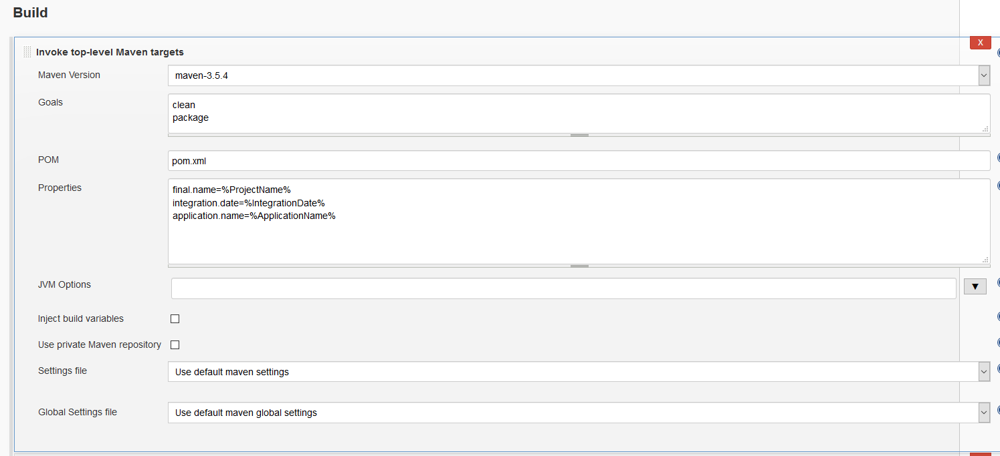 Build
Invoke top-level Maven targets
X
Maven Version
maven-3.5.4
Goals
clean
package
POM
pom.xml
Properties
final.name=%ProjectName%
integration.date=%IntegrationDate%
application.name=%ApplicationName%
JVM Options
Inject build variables
Use private Maven repository
Settings file
Use default maven settings
Global Settings file
Use default maven global settings